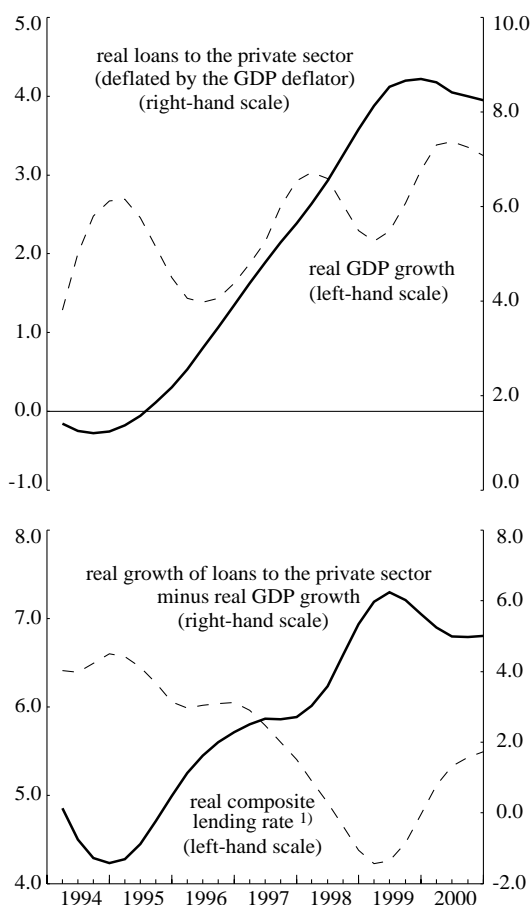 5.0
10.0
real loans to the private sector
(deflated by the GDP deflator)
(right-hand scale)
4.0
8.0
3.0
6.0
2.0
real GDP growth
(left-hand scale)
4.0
1.0
2.0
0.0
-1.0
0.0
8.0
8.0
real growth of loans to the private sector
minus real GDP growth
(right-hand scale)
7.0
6.0
4.0
6.0
2.0
5.0
real composite
lending rate 1)
(left-hand scale)
0.0
4.0
-2.0
1994 1995 1996 1997 1998 1999 2000